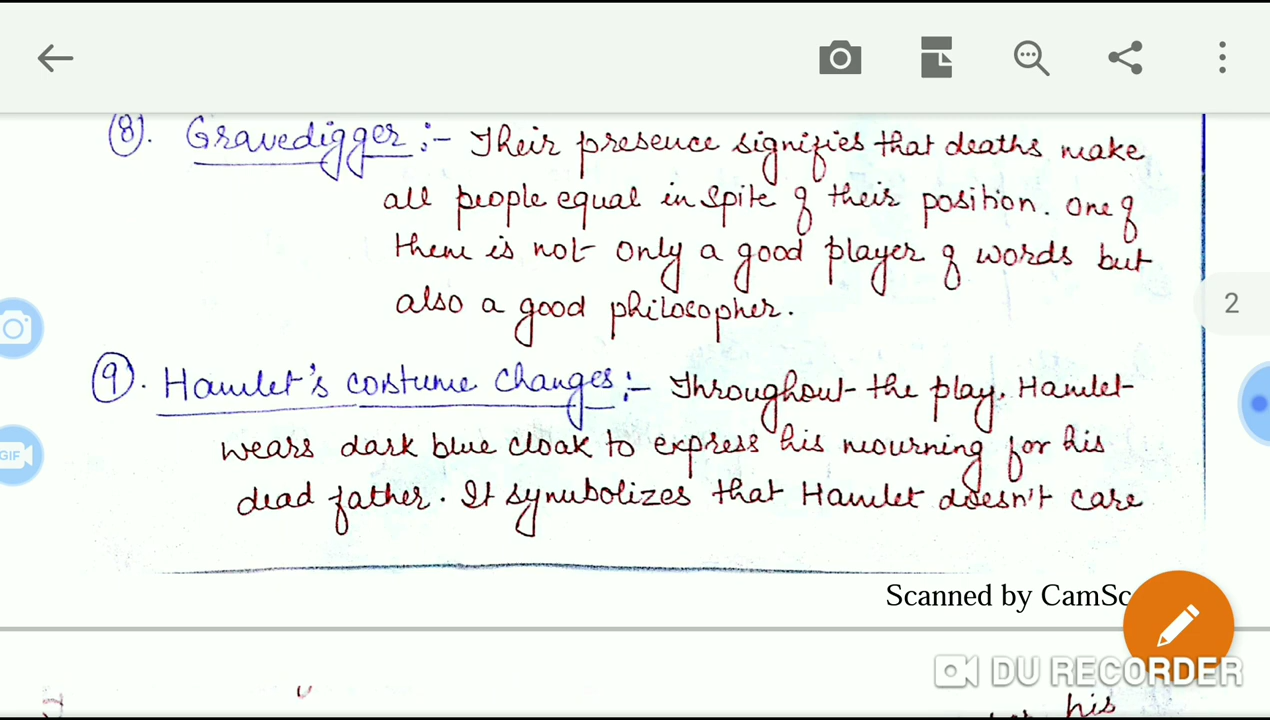 (8). Gravedigger :- Their presence signifies that deaths make
all people equal in spite of their position. One of
them is not only a good player of words but
also a good philosopher.
2
(9). Hamlet's costume changes :- Throughout the play, Hamlet
wears dark blue cloak to express his mourning for his
dead father. It symbolizes that Hamlet doesn't care
GIF
Scanned by CamSc
DU RECORDER
his